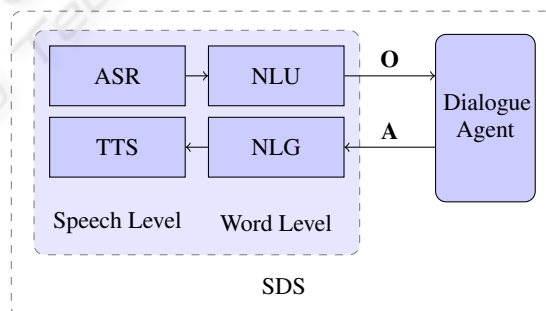 ASR
NLU
O
Dialogue
Agent
TTS
NLG
A
Speech Level
Word Level
SDS